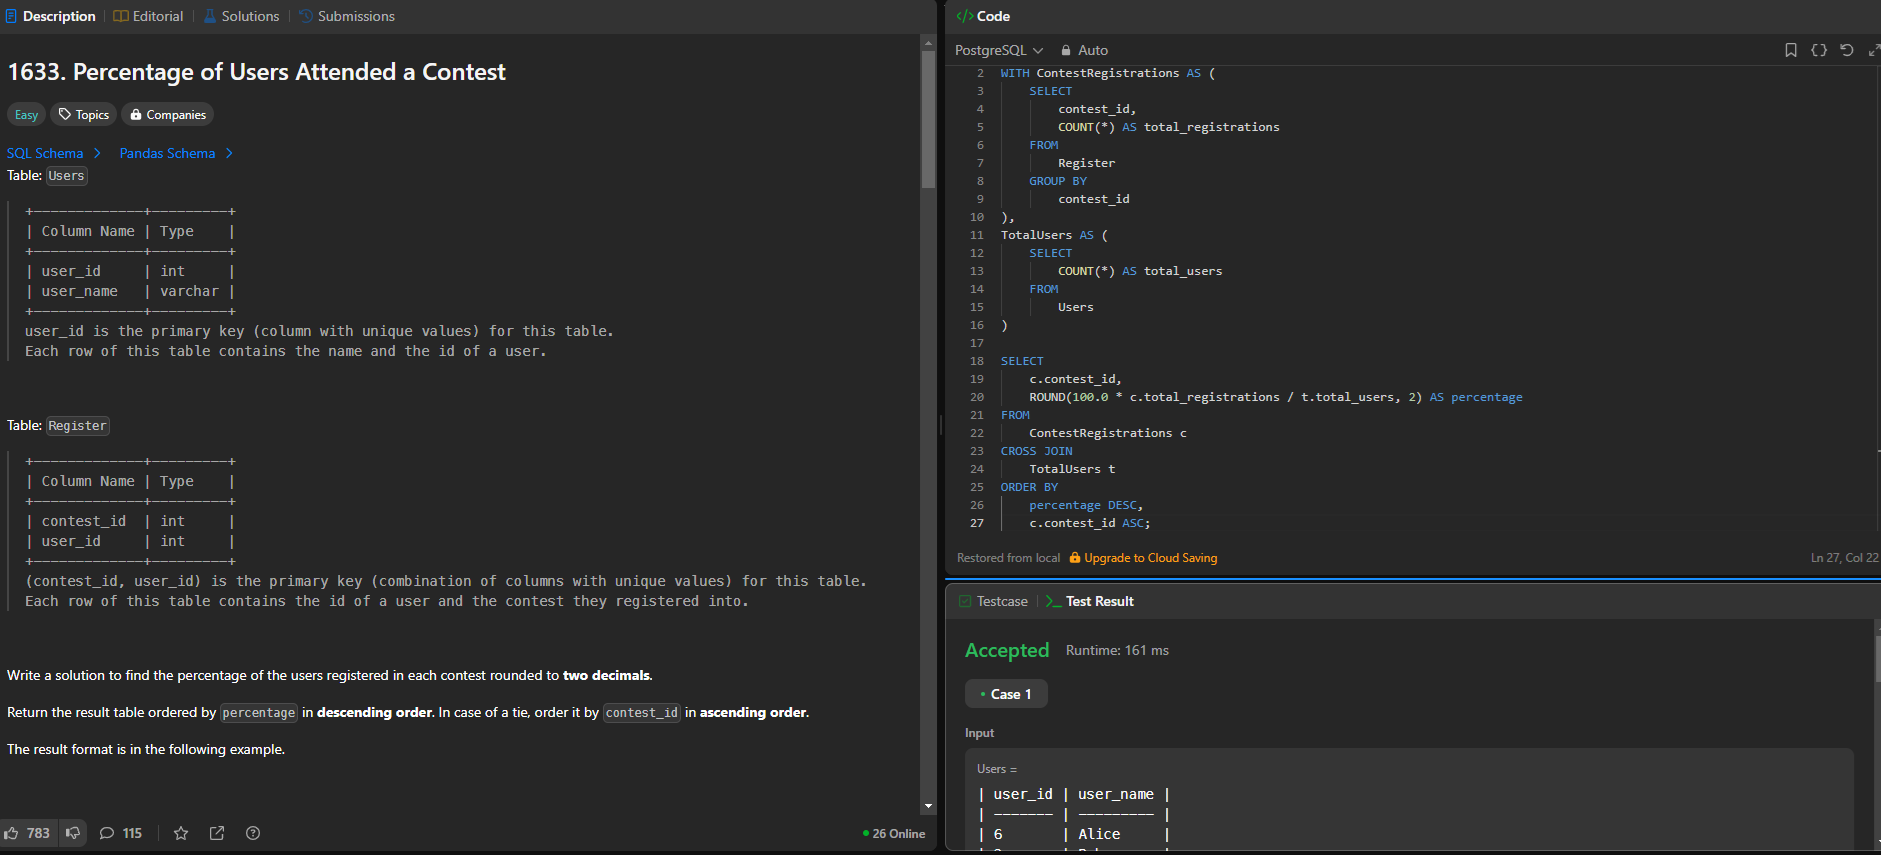 Description | Editorial | Solutions | Submissions
1633. Percentage of Users Attended a Contest
Easy Topics Companies
SQL Schema > Pandas Schema >
Table: Users
+-------------+---------+
| Column Name | Type    |
+-------------+---------+
| user_id     | int     |
| user_name   | varchar |
+-------------+---------+
user_id is the primary key (column with unique values) for this table.
Each row of this table contains the name and the id of a user.
Table: Register
+-------------+---------+
| Column Name | Type    |
+-------------+---------+
| contest_id  | int     |
| user_id     | int     |
+-------------+---------+
(contest_id, user_id) is the primary key (combination of columns with unique values) for this table.
Each row of this table contains the id of a user and the contest they registered into.
Write a solution to find the percentage of the users registered in each contest rounded to two decimals.
Return the result table ordered by percentage in descending order. In case of a tie, order it by contest_id in ascending order.
The result format is in the following example.
783 115 26 Online
</> Code
PostgreSQL Auto
2 WITH ContestRegistrations AS (
3     SELECT
4         contest_id,
5         COUNT(*) AS total_registrations
6     FROM
7         Register
8     GROUP BY
9         contest_id
10 ),
11 TotalUsers AS (
12     SELECT
13         COUNT(*) AS total_users
14     FROM
15         Users
16 )
17
18 SELECT
19     c.contest_id,
20     ROUND(100.0 * c.total_registrations / t.total_users, 2) AS percentage
21 FROM
22     ContestRegistrations c
23 CROSS JOIN
24     TotalUsers t
25 ORDER BY
26     percentage DESC,
27     c.contest_id ASC;
Restored from local Upgrade to Cloud Saving Ln 27, Col 22
Testcase | >_ Test Result
Accepted Runtime: 161 ms
• Case 1
Input
Users =
| user_id | user_name |
| ------- | --------- |
| 6       | Alice     |